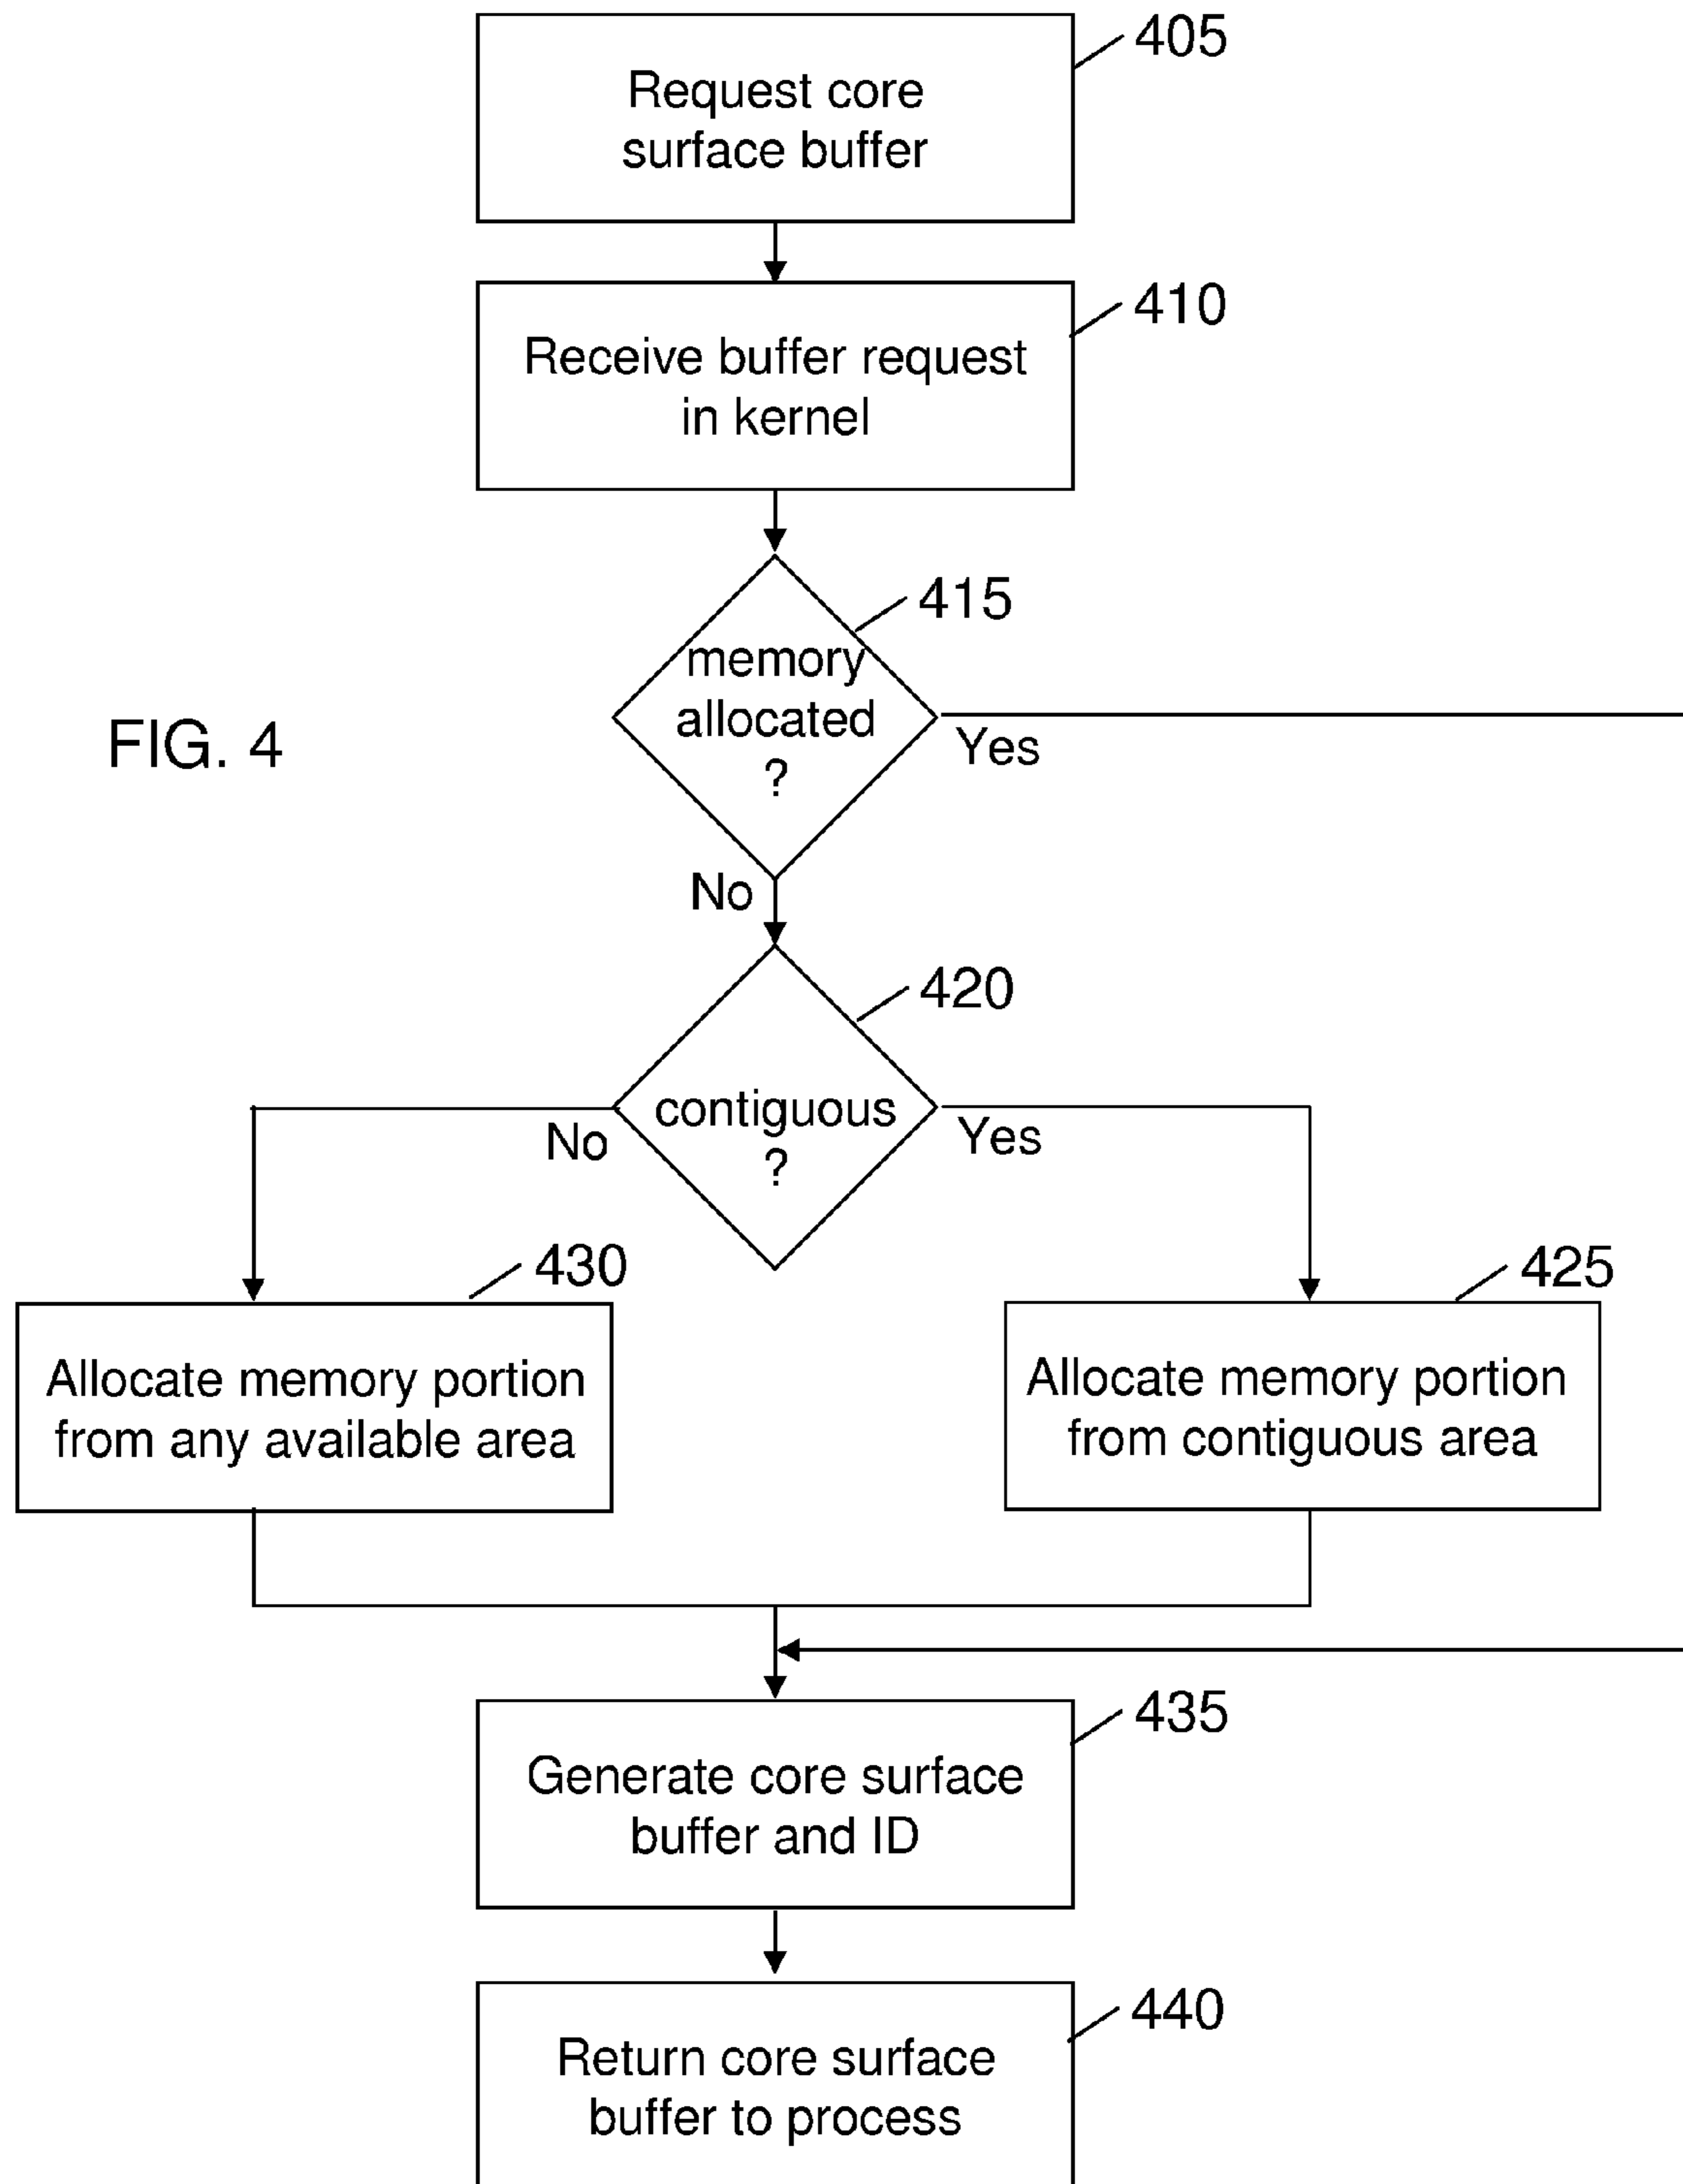 405
Request core
surface buffer
410
Receive buffer request
in kernel
415
memory
allocated
?
Yes
FIG. 4
No
420
contiguous
?
No
Yes
430
Allocate memory portion
from any available area
425
Allocate memory portion
from contiguous area
435
Generate core surface
buffer and ID
440
Return core surface
buffer to process